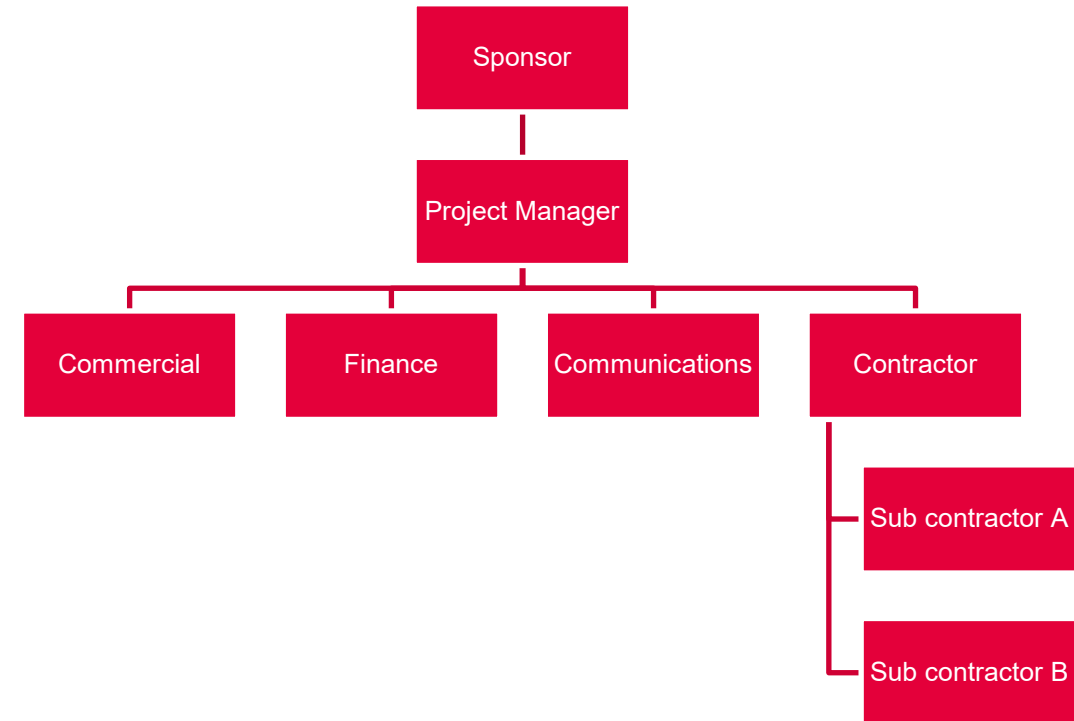 Sponsor
Project Manager
Commercial
Finance
Communications
Contractor
Sub contractor A
Sub contractor B